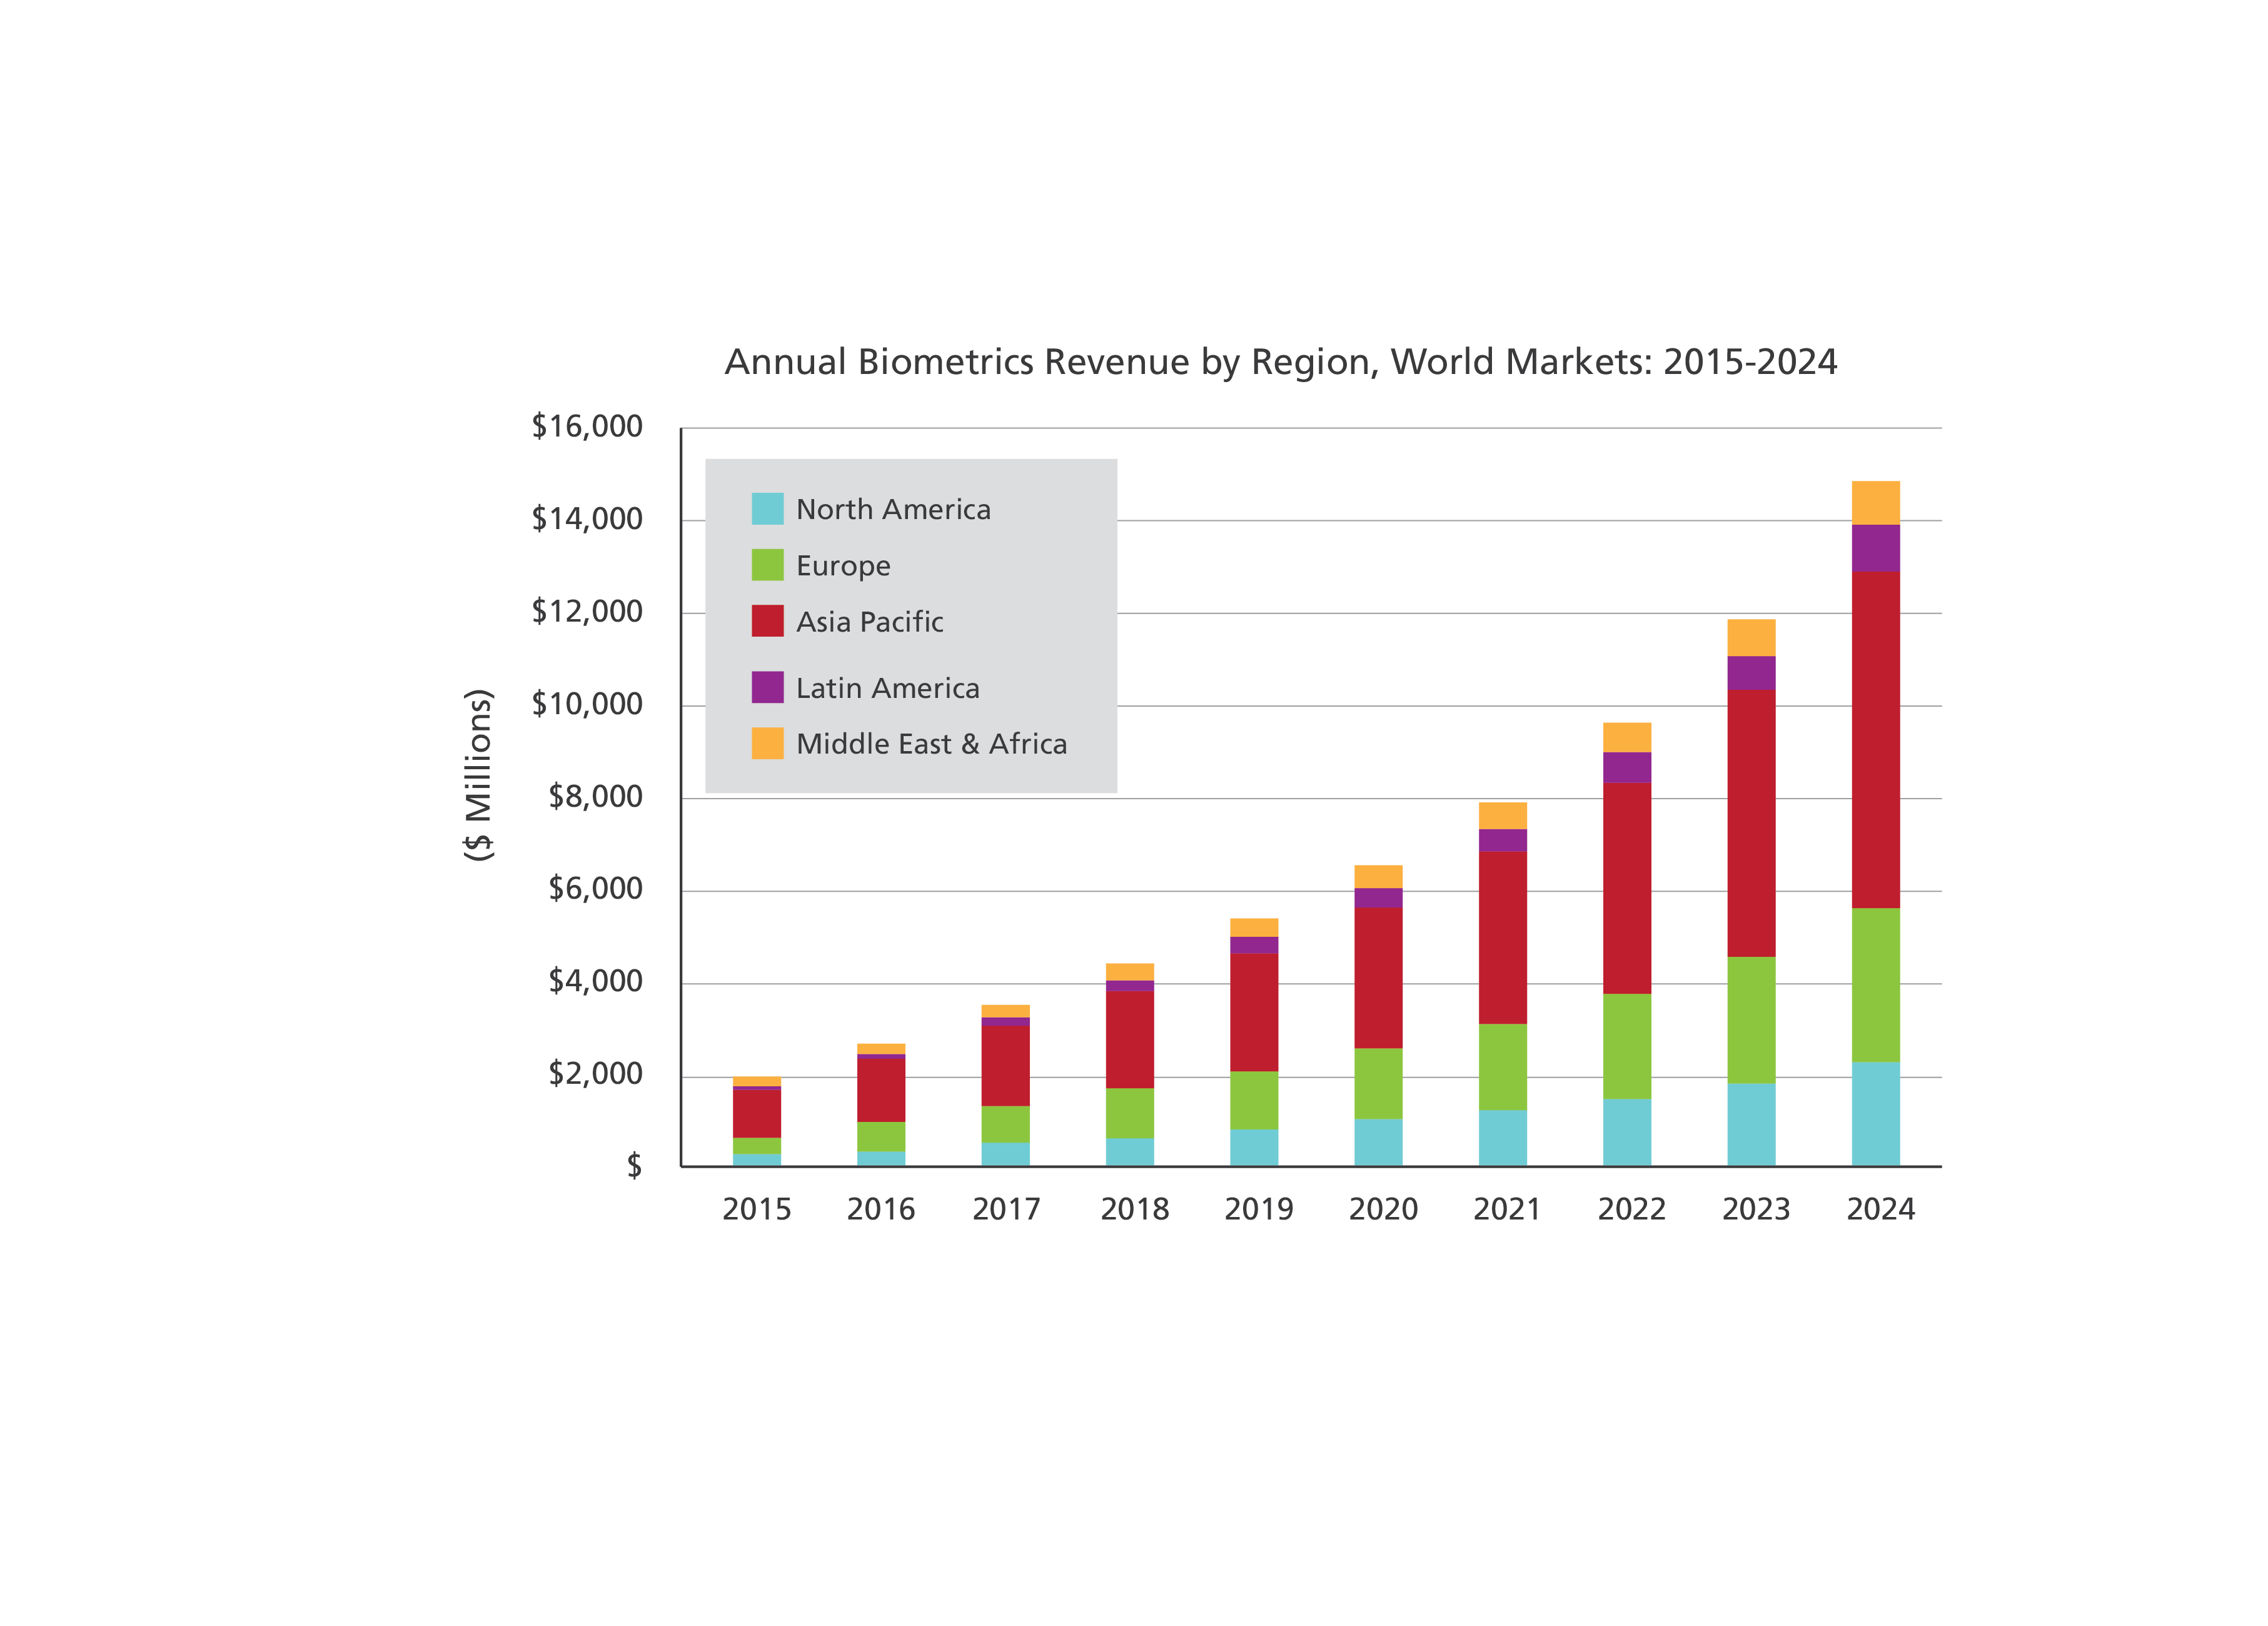 Annual Biometrics Revenue by Region, World Markets: 2015-2024
($ Millions)
$16,000
$14,000
$12,000
$10,000
$8,000
$6,000
$4,000
$2,000
$
North America
Europe
Asia Pacific
Latin America
Middle East & Africa
2015 2016 2017 2018 2019 2020 2021 2022 2023 2024